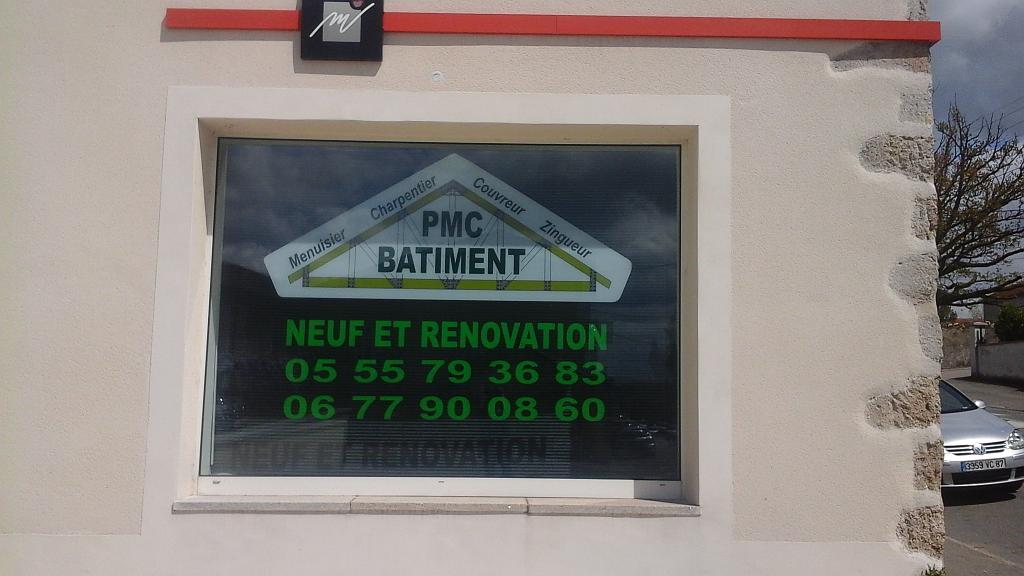 Menuisier Charpentier Couvreur Zingueur
PMC
BATIMENT
NEUF ET RENOVATION
05 55 79 36 83
06 77 90 08 60
NEUF ET RENOVATION
3959 VC 87